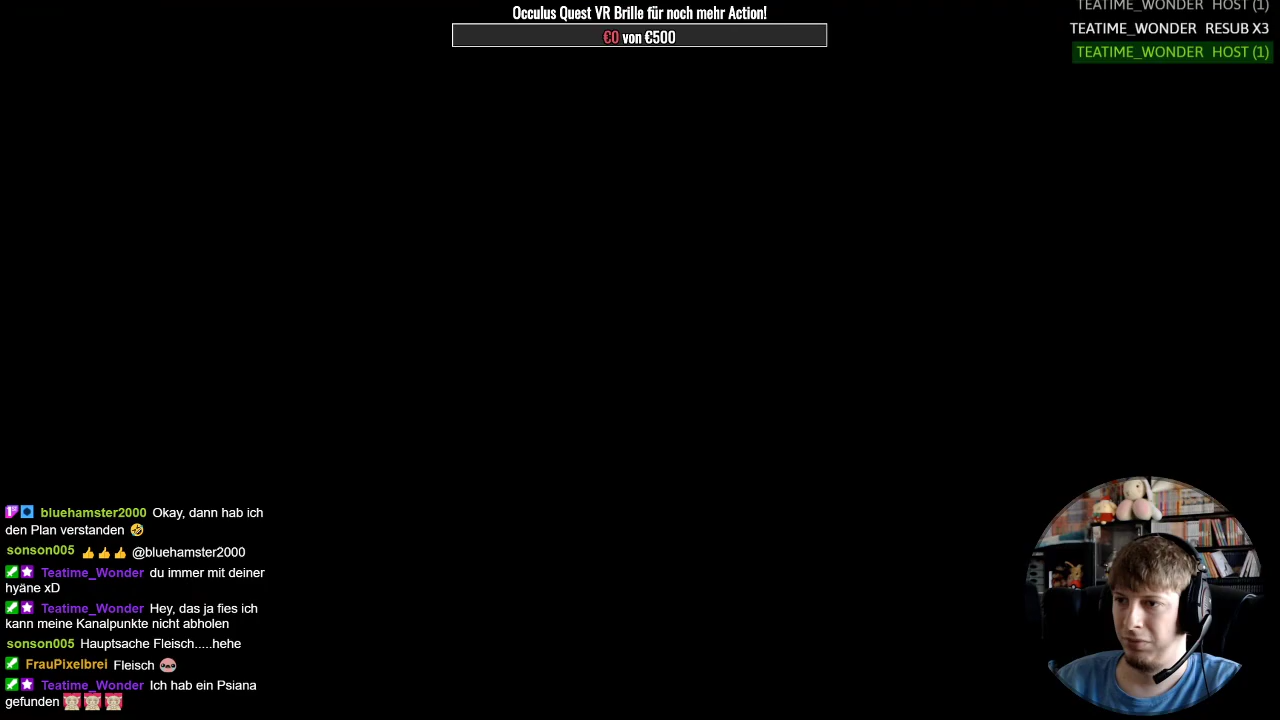 Occulus Quest VR Brille für noch mehr Action!
€0 von €500
TEATIME_WONDER HOST (1)
TEATIME_WONDER RESUB X3
TEATIME_WONDER HOST (1)
bluehamster2000 Okay, dann hab ich
den Plan verstanden 🤣
sonson005 👍👍👍 @bluehamster2000
Teatime_Wonder du immer mit deiner
hyäne xD
Teatime_Wonder Hey, das ja fies ich
kann meine Kanalpunkte nicht abholen
sonson005 Hauptsache Fleisch.....hehe
FrauPixelbrei Fleisch
Teatime_Wonder Ich hab ein Psiana
gefunden